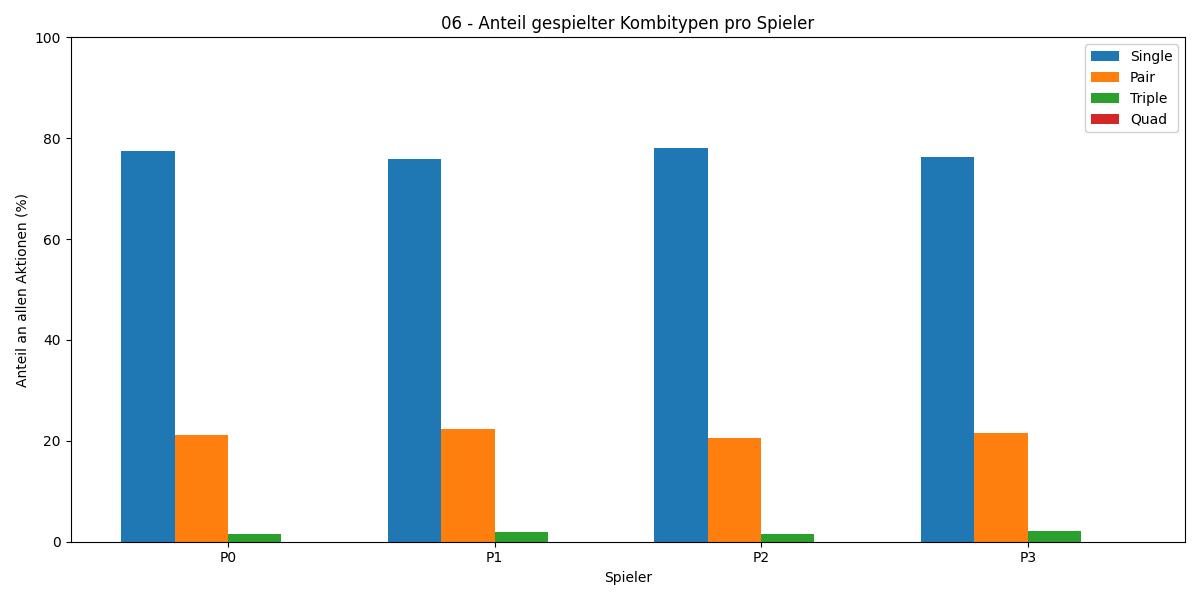 06 - Anteil gespielter Kombitypen pro Spieler
100
80
60
40
20
0
Anteil an allen Aktionen (%)
Single
Pair
Triple
Quad
P0 P1 P2 P3
Spieler